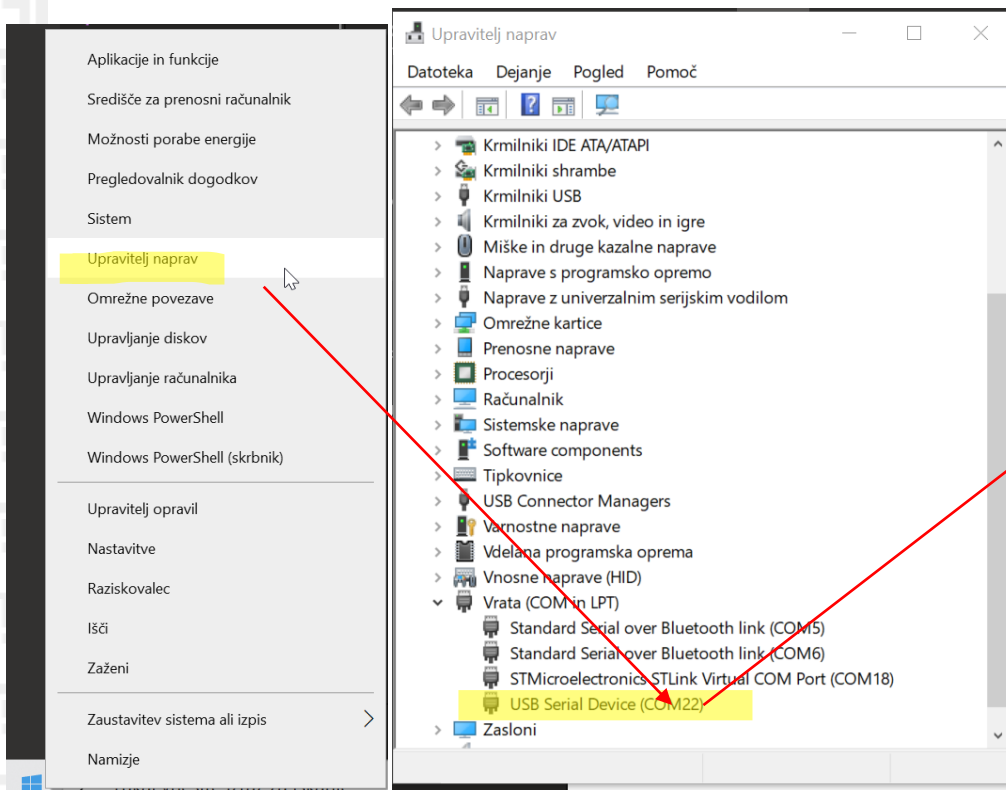 Aplikacije in funkcije
Središče za prenosni računalnik
Možnosti porabe energije
Pregledovalnik dogodkov
Sistem
Upravitelj naprav
Omrežne povezave
Upravljanje diskov
Upravljanje računalnika
Windows PowerShell
Windows PowerShell (skrbnik)
Upravitelj opravil
Nastavitve
Raziskovalec
Išči
Zaženi
Zaustavitev sistema ali izpis
Namizje
Upravitelj naprav
Datoteka Dejanje Pogled Pomoč
Krmilniki IDE ATA/ATAPI
Krmilniki shrambe
Krmilniki USB
Krmilniki za zvok, video in igre
Miške in druge kazalne naprave
Naprave s programsko opremo
Naprave z univerzalnim serijskim vodilom
Omrežne kartice
Prenosne naprave
Procesorji
Računalnik
Sistemske naprave
Software components
Tipkovnice
USB Connector Managers
Varnostne naprave
Vdelana programska oprema
Vnosne naprave (HID)
Vrata (COM in LPT)
Standard Serial over Bluetooth link (COM5)
Standard Serial over Bluetooth link (COM6)
STMicroelectronics STLink Virtual COM Port (COM18)
USB Serial Device (COM22)
Zasloni